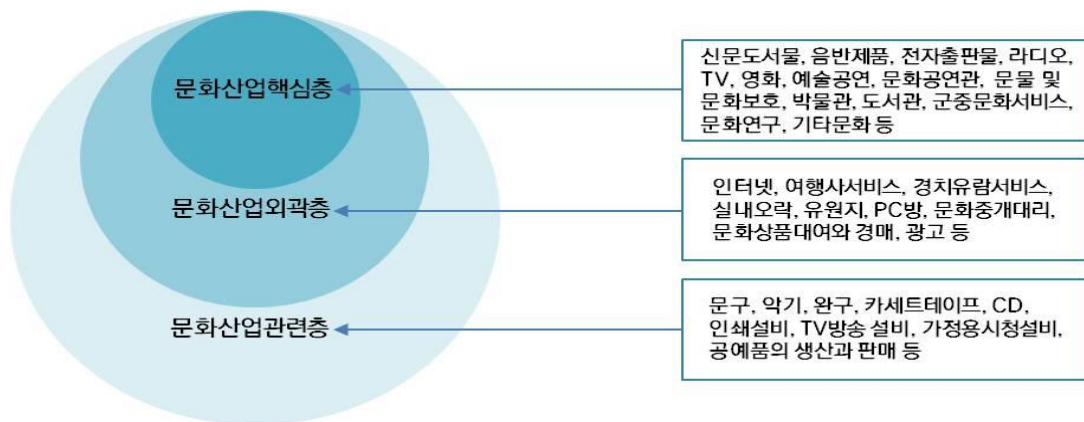 문화산업핵심층
신문도서물, 음반제품, 전자출판물, 라디오,
TV, 영화, 예술공연, 문화공연관, 문물 및
문화보호, 박물관, 도서관, 군중문화서비스,
문화연구, 기타문화 등
문화산업외곽층
인터넷, 여행사서비스, 경치유람서비스,
실내오락, 유원지, PC방, 문화중개대리,
문화상품대여와 경매, 광고 등
문화산업관련층
문구, 악기, 완구, 카세트테이프, CD,
인쇄설비, TV방송 설비, 가정용시청설비,
공예품의 생산과 판매 등